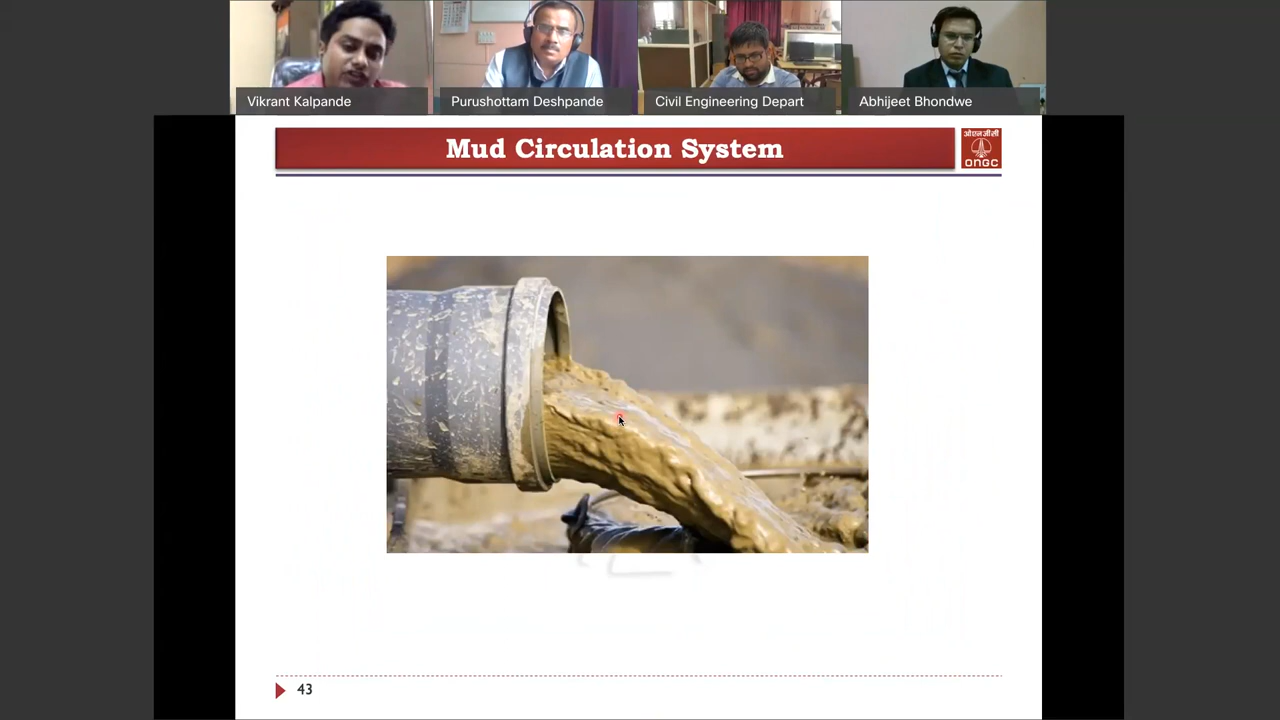 Vikrant Kalpande
Purushottam Deshpande
Civil Engineering Depart
Abhijeet Bhondwe
Mud Circulation System
ओएनजीसी
ONGC
43